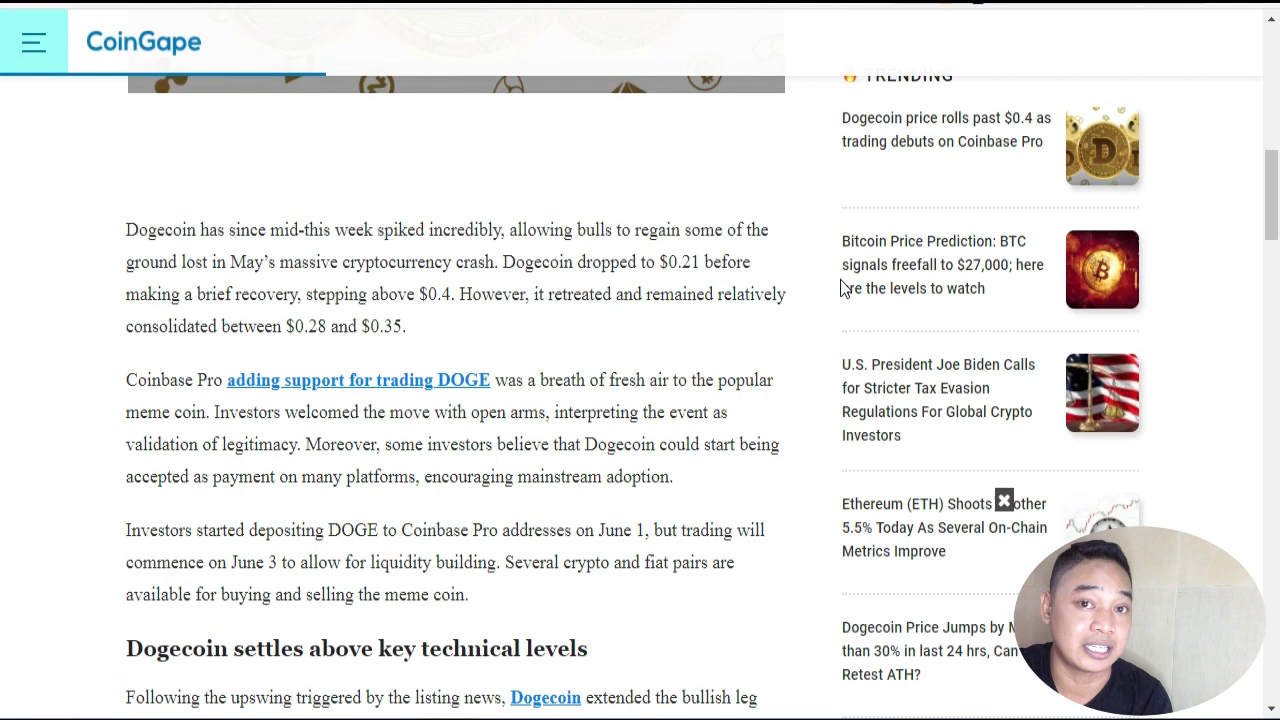 CoinGape
Dogecoin has since mid-this week spiked incredibly, allowing bulls to regain some of the
ground lost in May’s massive cryptocurrency crash. Dogecoin dropped to $0.21 before
making a brief recovery, stepping above $0.4. However, it retreated and remained relatively
consolidated between $0.28 and $0.35.
Coinbase Pro adding support for trading DOGE was a breath of fresh air to the popular
meme coin. Investors welcomed the move with open arms, interpreting the event as
validation of legitimacy. Moreover, some investors believe that Dogecoin could start being
accepted as payment on many platforms, encouraging mainstream adoption.
Investors started depositing DOGE to Coinbase Pro addresses on June 1, but trading will
commence on June 3 to allow for liquidity building. Several crypto and fiat pairs are
available for buying and selling the meme coin.
Dogecoin settles above key technical levels
Following the upswing triggered by the listing news, Dogecoin extended the bullish leg
TRENDING
Dogecoin price rolls past $0.4 as
trading debuts on Coinbase Pro
Bitcoin Price Prediction: BTC
signals freefall to $27,000; here
are the levels to watch
U.S. President Joe Biden Calls
for Stricter Tax Evasion
Regulations For Global Crypto
Investors
Ethereum (ETH) Shoots
5.5% Today As Several On-Chain
Metrics Improve
Dogecoin Price Jumps by
than 30% in last 24 hrs, Can
Retest ATH?